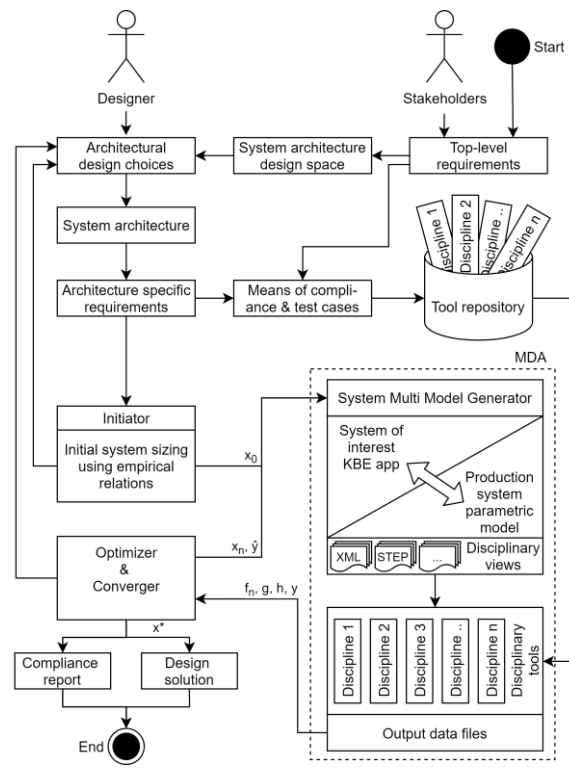 Start
Designer
Stakeholders
Architectural
design choices
System architecture
design space
Top-level
requirements
System architecture
Discipline 1
Discipline 2
Discipline ..
Discipline n
Architecture specific
requirements
Means of compli-
ance & test cases
Tool repository
MDA
Initiator
Initial system sizing
using empirical
relations
x₀
System Multi Model Generator
System of
interest
KBE app
Production
system
parametric
model
XML
STEP
...
Disciplinary
views
Optimizer
&
Converger
xₙ, ŷ
fₙ, g, h, y
x*
Compliance
report
Design
solution
End
Discipline 1
Discipline 2
Discipline 3
Discipline ..
Discipline n
Disciplinary
tools
Output data files